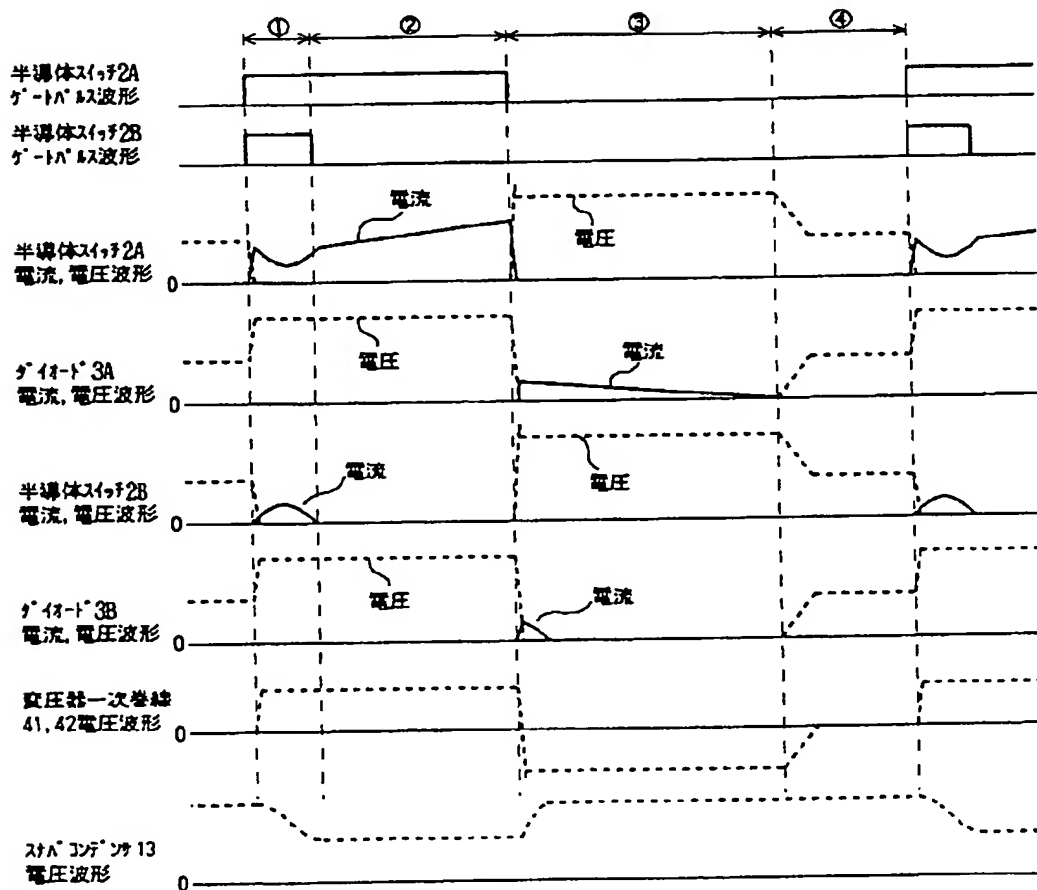 ① ② ③ ④
半導体スイッチ2A
ゲートパルス波形
半導体スイッチ2B
ゲートパルス波形
電流
電圧
半導体スイッチ2A
電流,電圧波形
0
電圧
電流
ダイオード3A
電流,電圧波形
0
電流
電圧
半導体スイッチ2B
電流,電圧波形
0
電圧
電流
ダイオード3B
電流,電圧波形
0
変圧器一次巻線
41,42電圧波形
0
スナバコンデンサ13
電圧波形
0